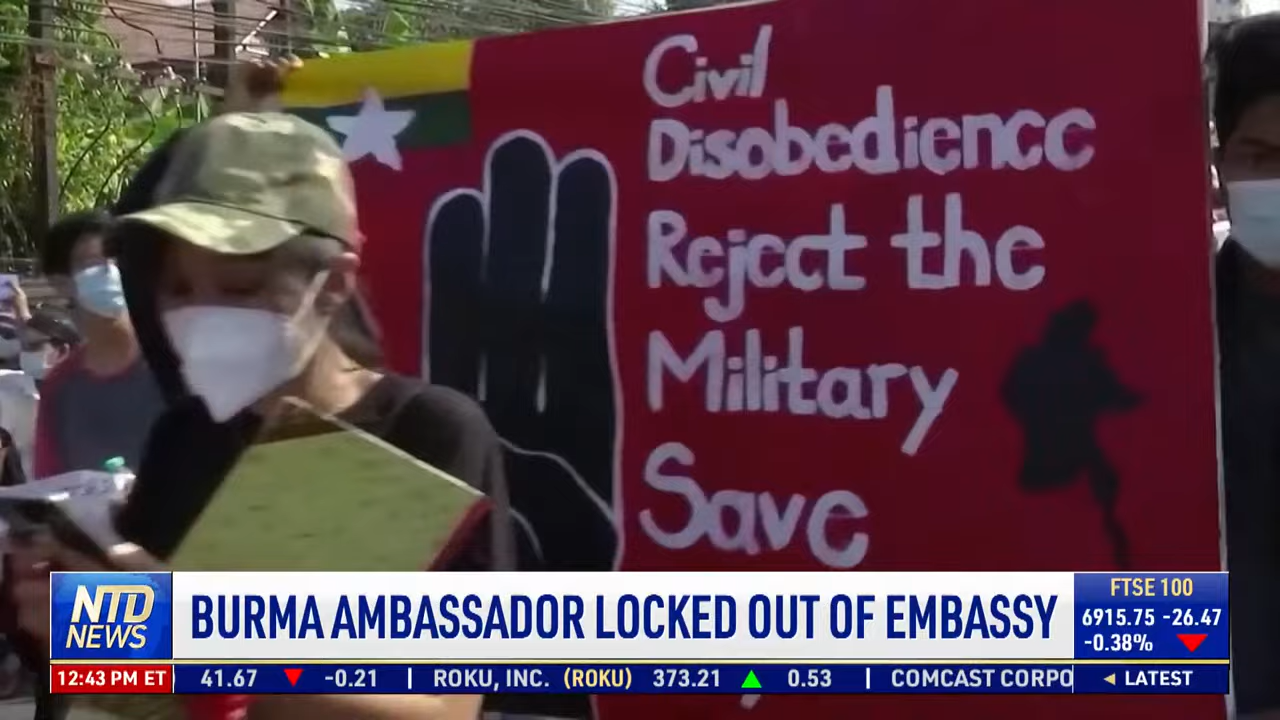 Civil
Disobedience
Reject the
Military
Save
NTD
NEWS
BURMA AMBASSADOR LOCKED OUT OF EMBASSY
FTSE 100
6915.75 -26.47
-0.38%
12:43 PM ET
41.67 ▼ -0.21 | ROKU, INC. (ROKU) 373.21 ▲ 0.53 | COMCAST CORPO
◄ LATEST